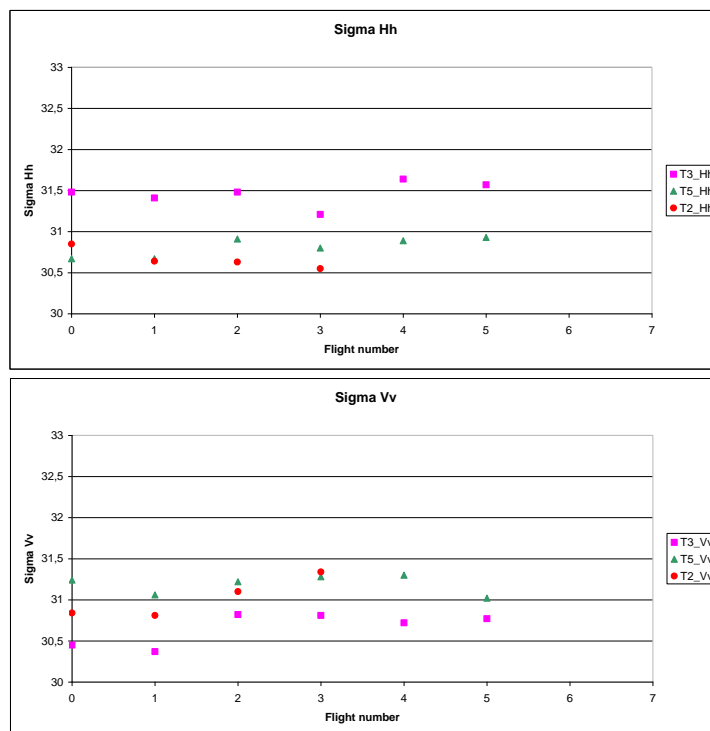 Sigma Hh
33
32,5
32
31,5
31
30,5
30
Sigma Hh
0 1 2 3 4 5 6 7
Flight number
T3_Hh
T5_Hh
T2_Hh
Sigma Vv
33
32,5
32
31,5
31
30,5
30
Sigma Vv
0 1 2 3 4 5 6 7
Flight number
T3_Vv
T5_Vv
T2_Vv